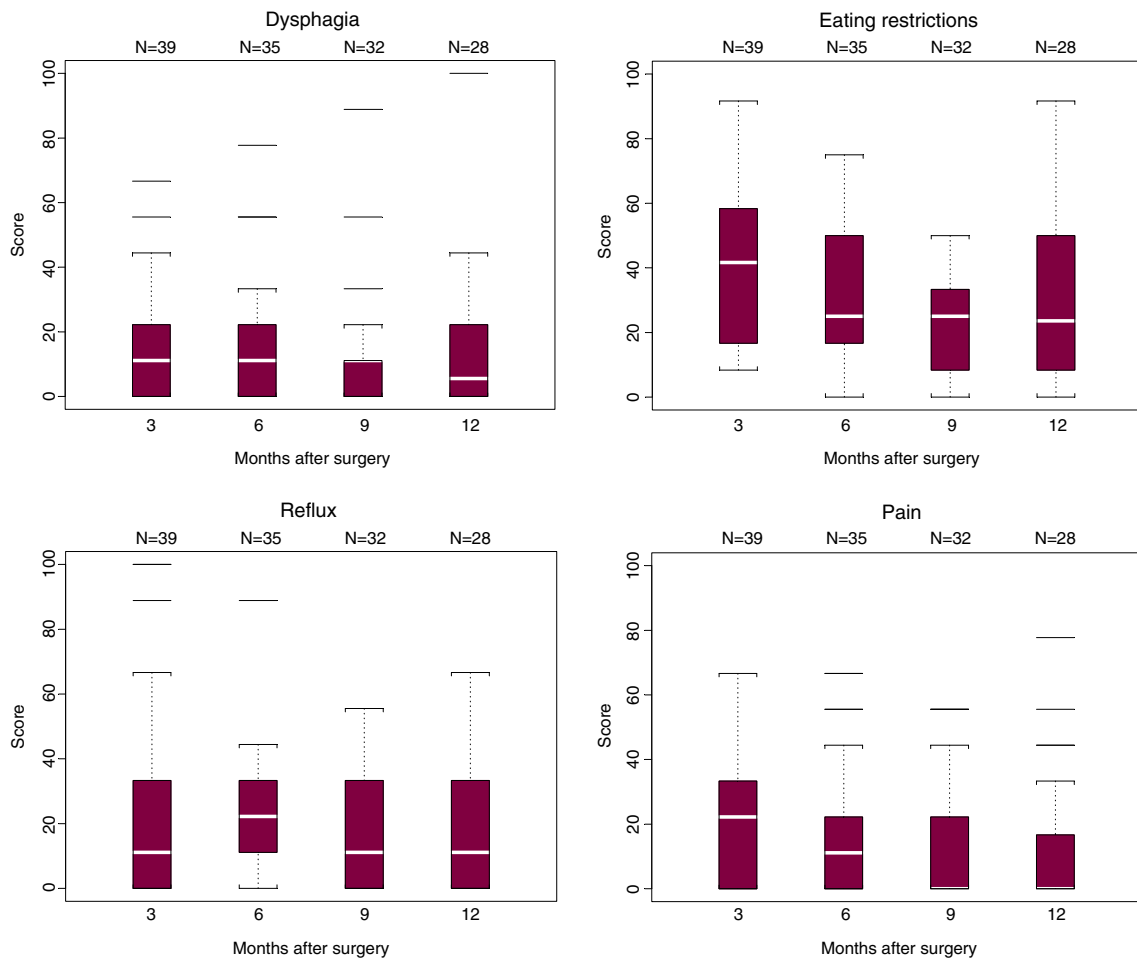 Dysphagia
N=39 N=35 N=32 N=28
100
80
60
40
20
0
Score
3 6 9 12
Months after surgery
Eating restrictions
N=39 N=35 N=32 N=28
100
80
60
40
20
0
Score
3 6 9 12
Months after surgery
Reflux
N=39 N=35 N=32 N=28
100
80
60
40
20
0
Score
3 6 9 12
Months after surgery
Pain
N=39 N=35 N=32 N=28
100
80
60
40
20
0
Score
3 6 9 12
Months after surgery